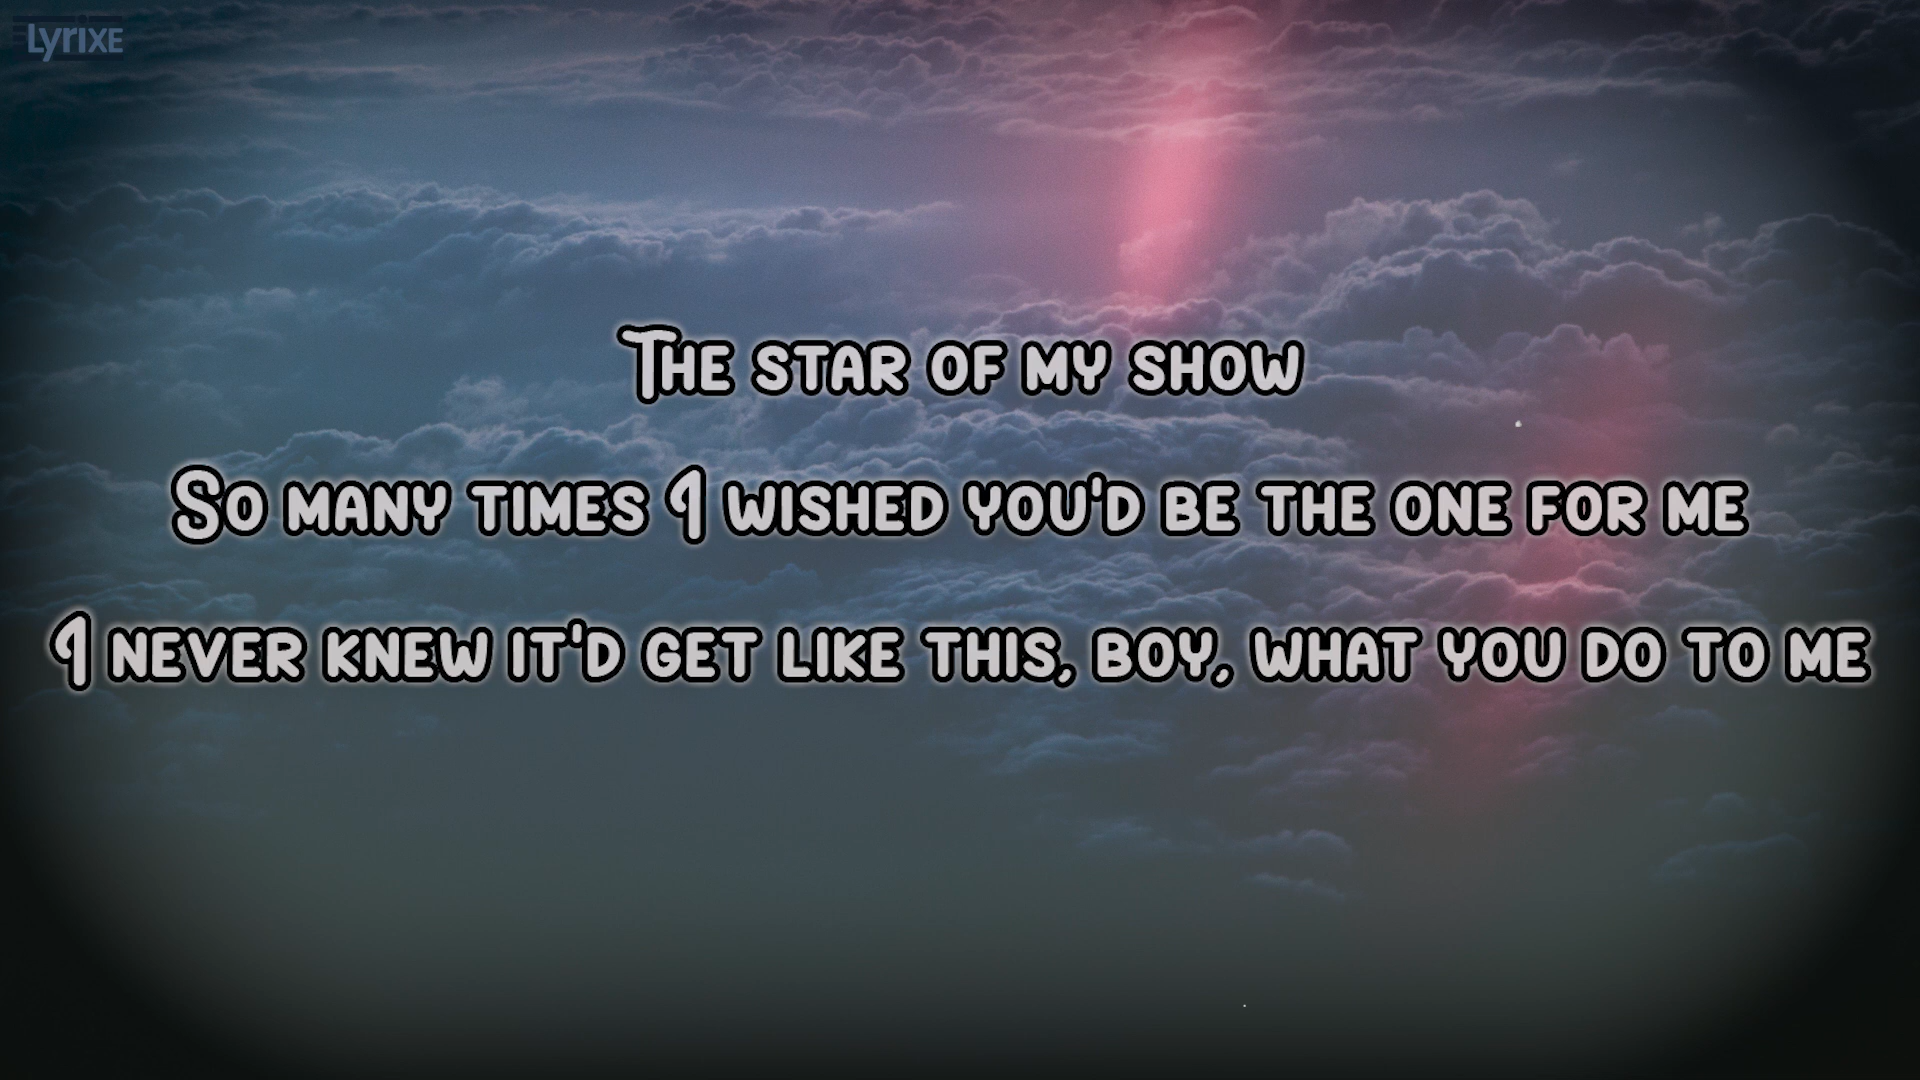 Lyrixe
The star of my show
So many times I wished you'd be the one for me
I never knew it'd get like this, boy, what you do to me